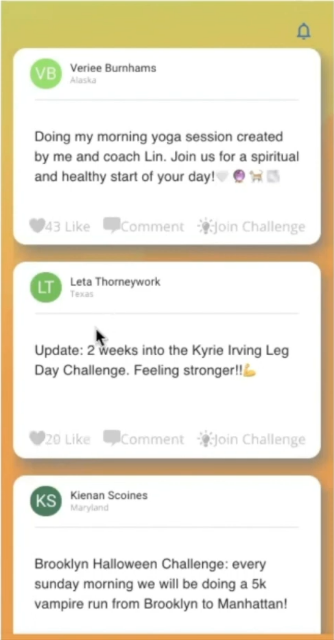 VB
Veriee Burnhams
Alaska
Doing my morning yoga session created
by me and coach Lin. Join us for a spiritual
and healthy start of your day!🤍🔮🐕
43 Like Comment Join Challenge
LT
Leta Thorneywork
Texas
Update: 2 weeks into the Kyrie Irving Leg
Day Challenge. Feeling stronger!!💪
20 Like Comment Join Challenge
KS
Kienan Scoines
Maryland
Brooklyn Halloween Challenge: every
sunday morning we will be doing a 5k
vampire run from Brooklyn to Manhattan!